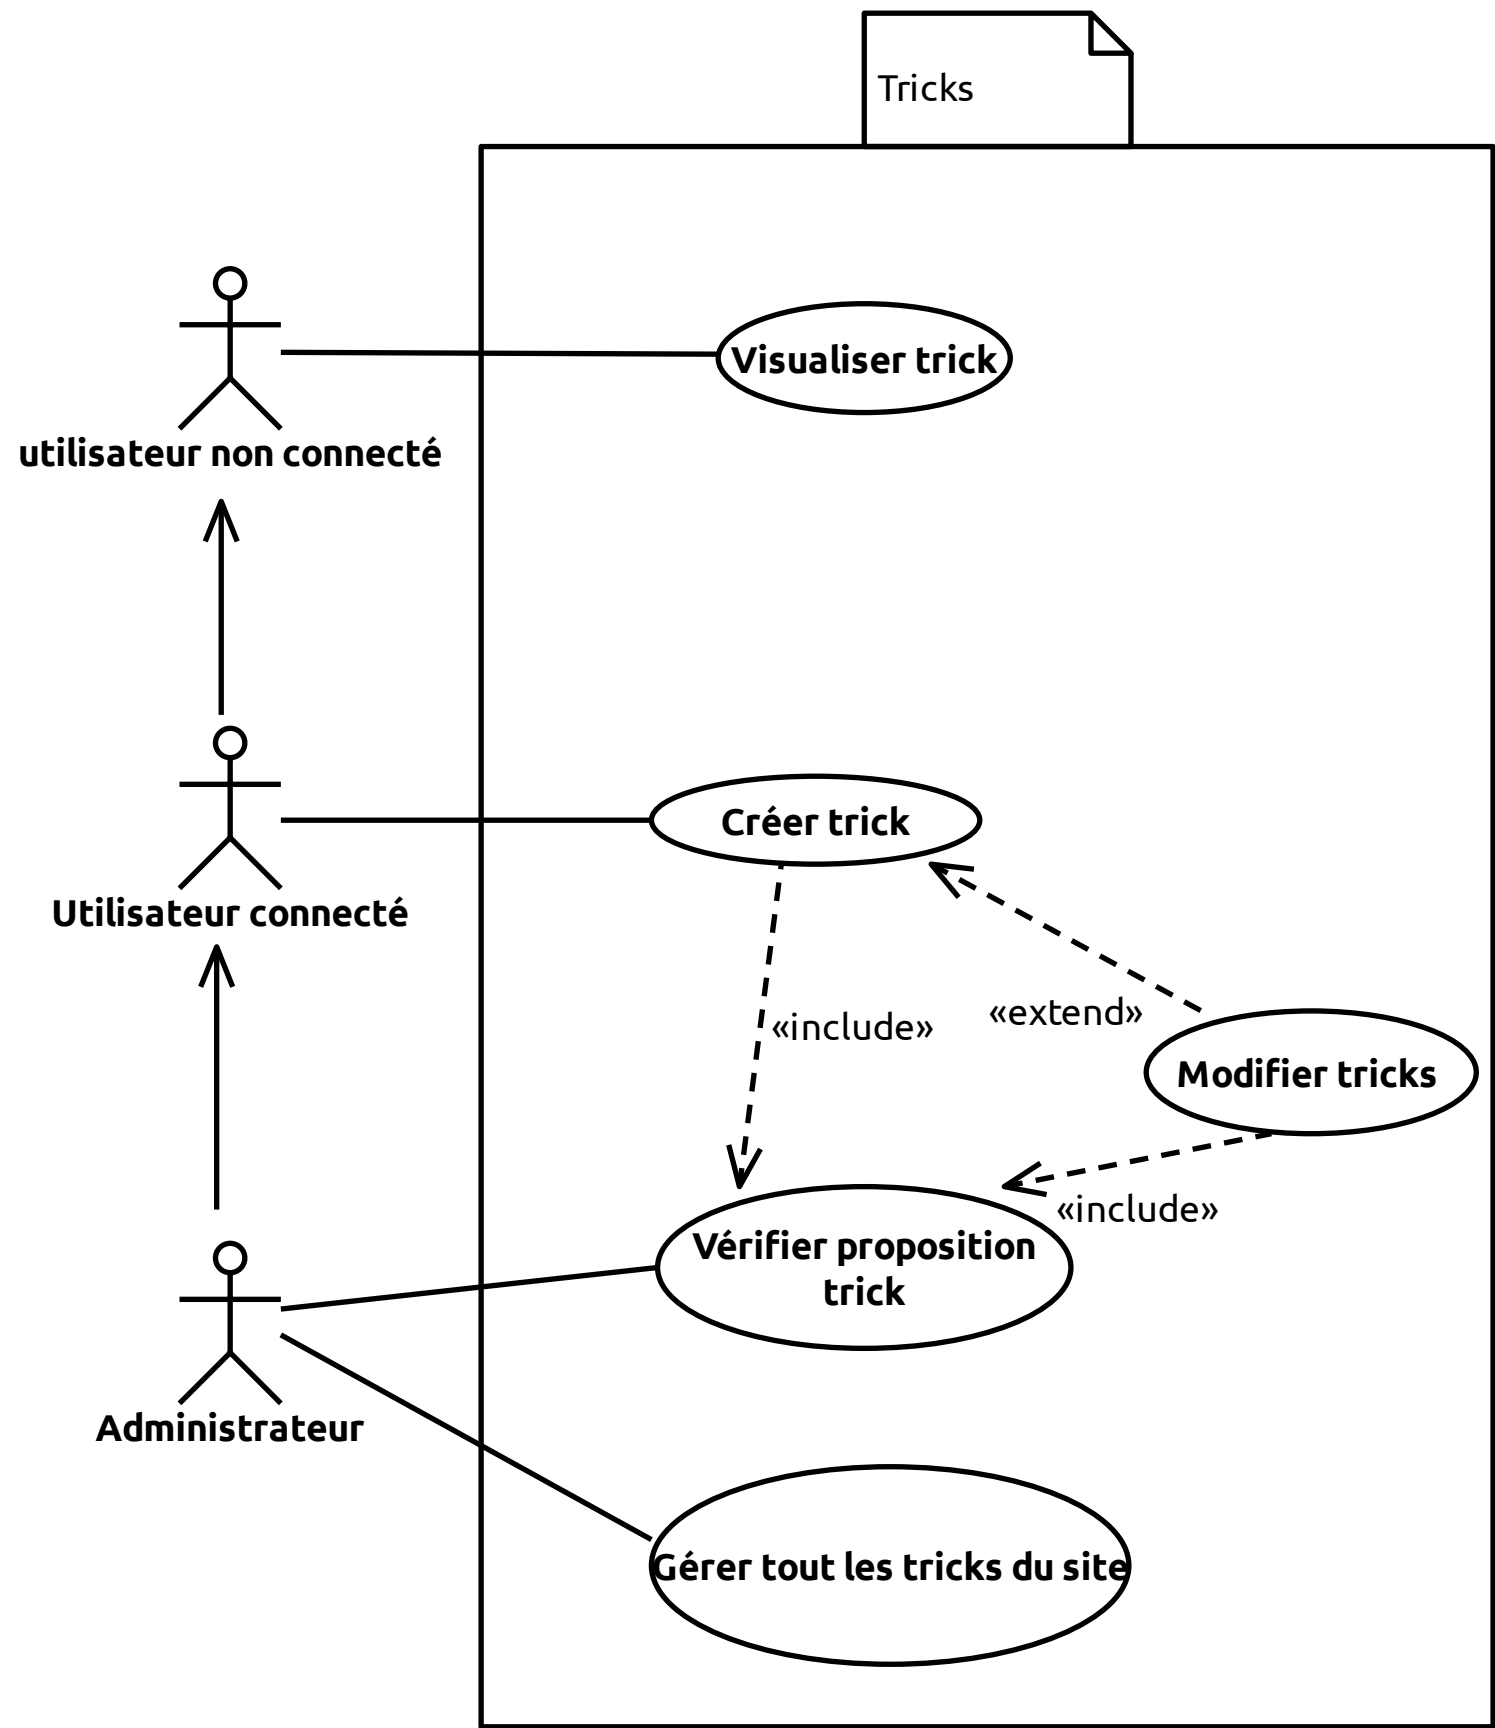 Tricks
Visualiser trick
utilisateur non connecté
Créer trick
Utilisateur connecté
«extend»
«include»
Modifier tricks
«include»
Vérifier proposition
trick
Administrateur
Gérer tout les tricks du site